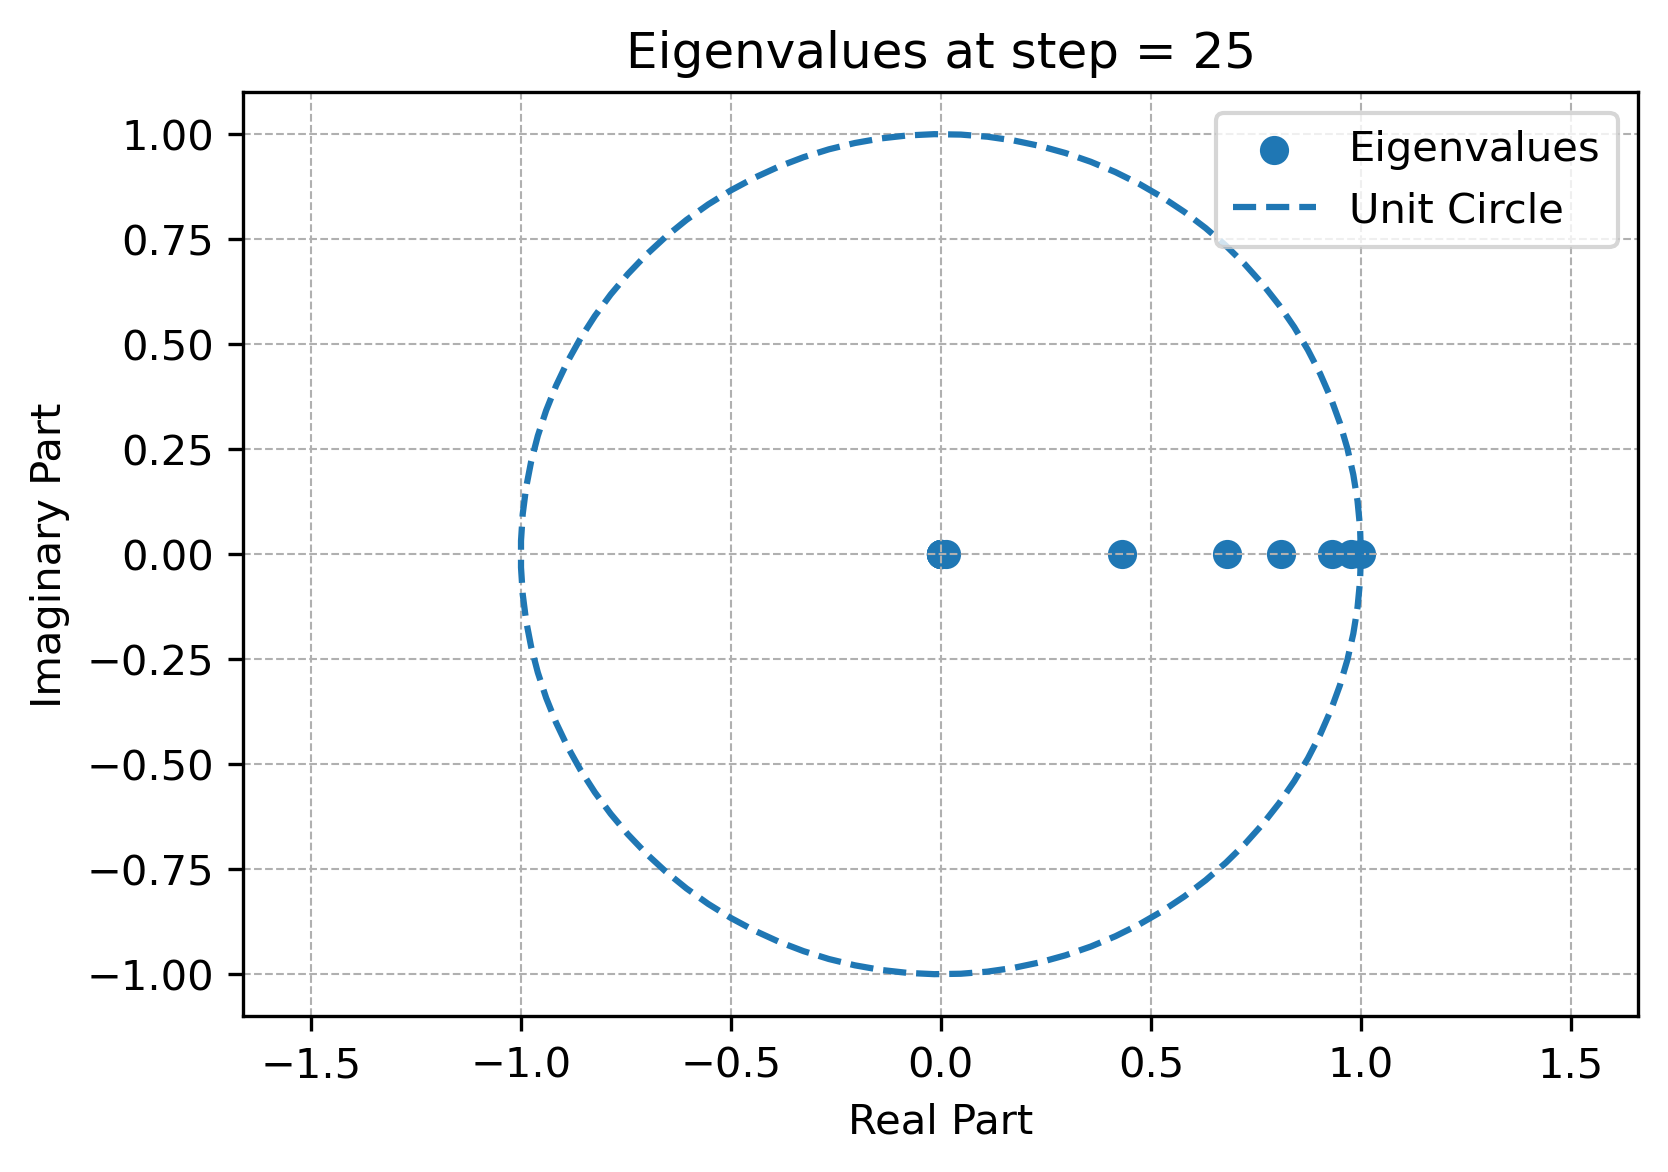 Eigenvalues at step = 25
Eigenvalues
Unit Circle
1.00
0.75
0.50
0.25
0.00
−0.25
−0.50
−0.75
−1.00
Imaginary Part
−1.5 −1.0 −0.5 0.0 0.5 1.0 1.5
Real Part